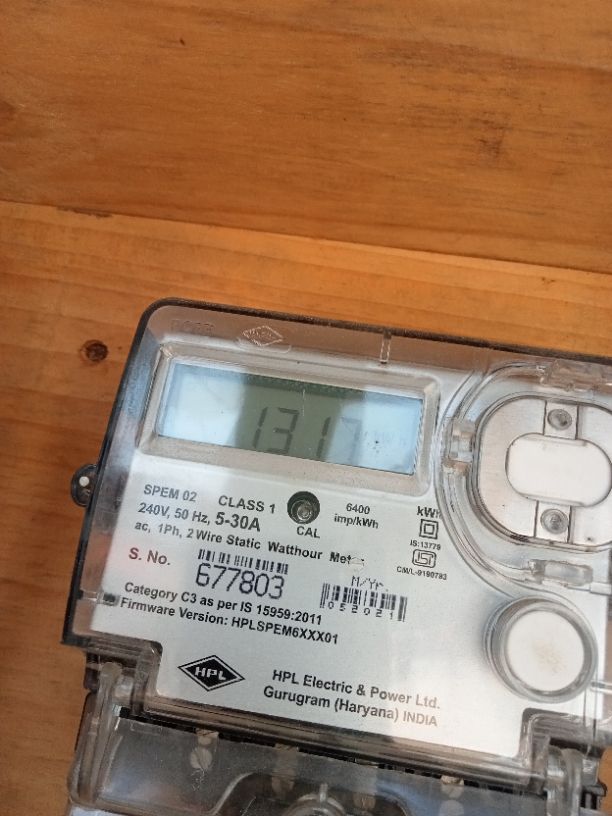 1317
SPEM 02 CLASS 1
240V, 50 Hz, 5-30A
CAL
6400
imp/kWh
kWh
ac, 1Ph, 2 Wire Static Watthour
IS:13779
CM/L-9190783
S. No. 677803
M/Yr
052021
Category C3 as per IS 15959:2011
Firmware Version: HPLSPEM6XXX01
HPL
HPL Electric & Power Ltd.
Gurugram (Haryana) INDIA